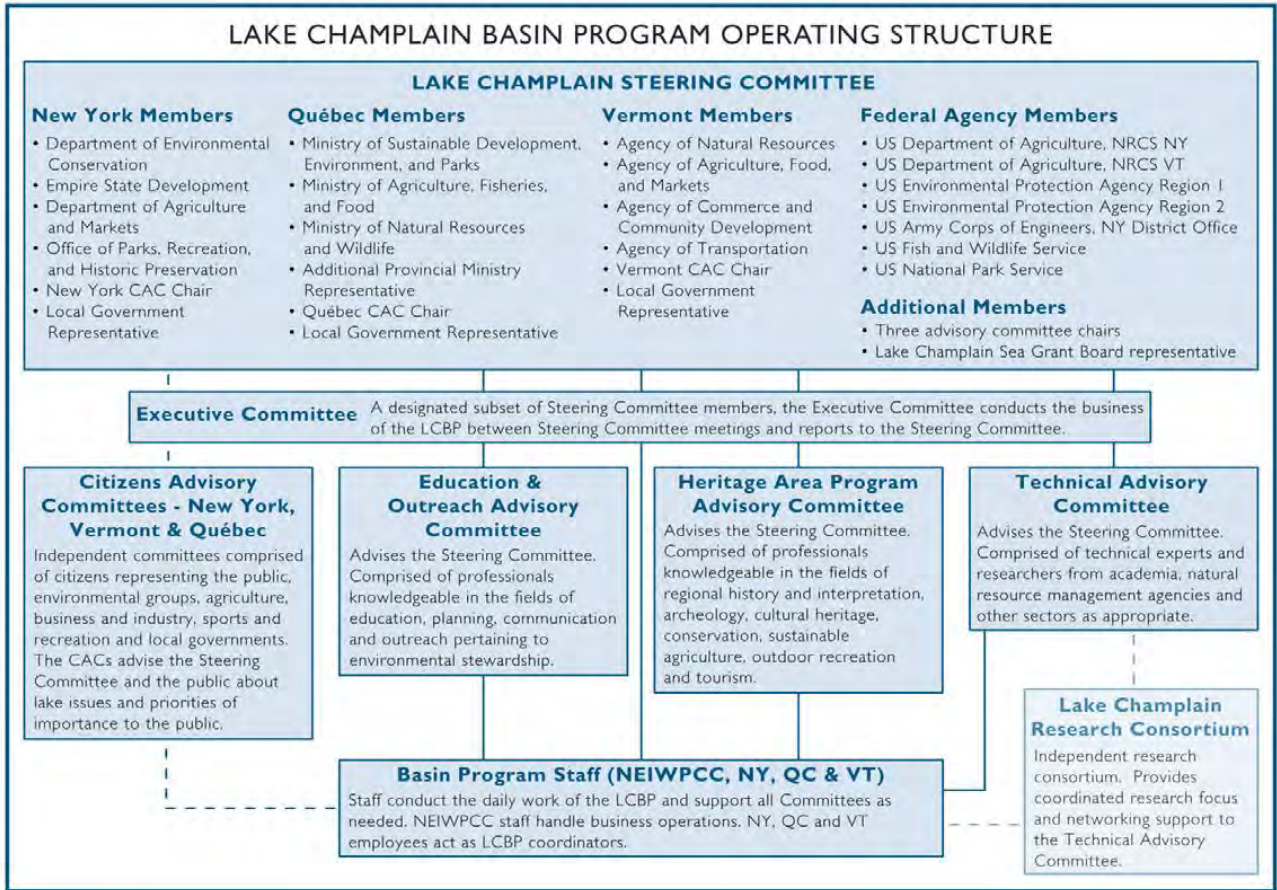 LAKE CHAMPLAIN BASIN PROGRAM OPERATING STRUCTURE
LAKE CHAMPLAIN STEERING COMMITTEE
New York Members
• Department of Environmental
Conservation
• Empire State Development
• Department of Agriculture
and Markets
• Office of Parks, Recreation,
and Historic Preservation
• New York CAC Chair
• Local Government
Representative
Québec Members
• Ministry of Sustainable Development,
Environment, and Parks
• Ministry of Agriculture, Fisheries,
and Food
• Ministry of Natural Resources
and Wildlife
• Additional Provincial Ministry
Representative
• Québec CAC Chair
• Local Government Representative
Vermont Members
• Agency of Natural Resources
• Agency of Agriculture, Food,
and Markets
• Agency of Commerce and
Community Development
• Agency of Transportation
• Vermont CAC Chair
• Local Government
Representative
Federal Agency Members
• US Department of Agriculture, NRCS NY
• US Department of Agriculture, NRCS VT
• US Environmental Protection Agency Region 1
• US Environmental Protection Agency Region 2
• US Army Corps of Engineers, NY District Office
• US Fish and Wildlife Service
• US National Park Service
Additional Members
• Three advisory committee chairs
• Lake Champlain Sea Grant Board representative
Executive Committee A designated subset of Steering Committee members, the Executive Committee conducts the business
of the LCBP between Steering Committee meetings and reports to the Steering Committee.
Citizens Advisory
Committees - New York,
Vermont & Québec
Independent committees comprised
of citizens representing the public,
environmental groups, agriculture,
business and industry, sports and
recreation and local governments.
The CACs advise the Steering
Committee and the public about
lake issues and priorities of
importance to the public.
Education &
Outreach Advisory
Committee
Advises the Steering Committee.
Comprised of professionals
knowledgeable in the fields of
education, planning, communication
and outreach pertaining to
environmental stewardship.
Heritage Area Program
Advisory Committee
Advises the Steering Committee.
Comprised of professionals
knowledgeable in the fields of
regional history and interpretation,
archeology, cultural heritage,
conservation, sustainable
agriculture, outdoor recreation
and tourism.
Technical Advisory
Committee
Advises the Steering Committee.
Comprised of technical experts and
researchers from academia, natural
resource management agencies and
other sectors as appropriate.
Lake Champlain
Research Consortium
Independent research
consortium. Provides
coordinated research focus
and networking support to
the Technical Advisory
Committee.
Basin Program Staff (NEIWPCC, NY, QC & VT)
Staff conduct the daily work of the LCBP and support all Committees as
needed. NEIWPCC staff handle business operations. NY, QC and VT
employees act as LCBP coordinators.